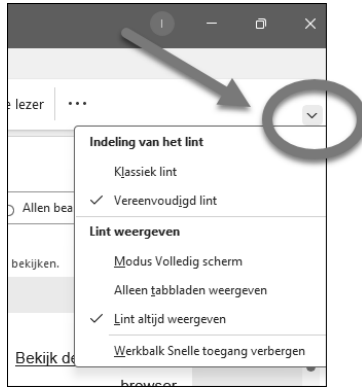 I
e lezer ...
Indeling van het lint
Klassiek lint
Vereenvoudigd lint
Allen bea
Lint weergeven
bekijken.
Modus Volledig scherm
Alleen tabbladen weergeven
Lint altijd weergeven
Bekijk de
Werkbalk Snelle toegang verbergen
browser